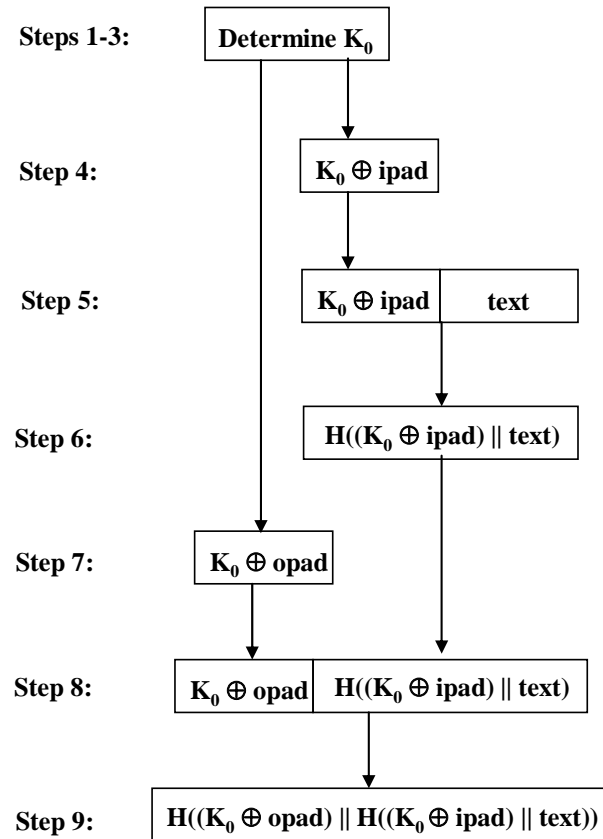 Steps 1-3: Determine K₀
Step 4: K₀ ⊕ ipad
Step 5: K₀ ⊕ ipad text
Step 6: H((K₀ ⊕ ipad) || text)
Step 7: K₀ ⊕ opad
Step 8: K₀ ⊕ opad H((K₀ ⊕ ipad) || text)
Step 9: H((K₀ ⊕ opad) || H((K₀ ⊕ ipad) || text))